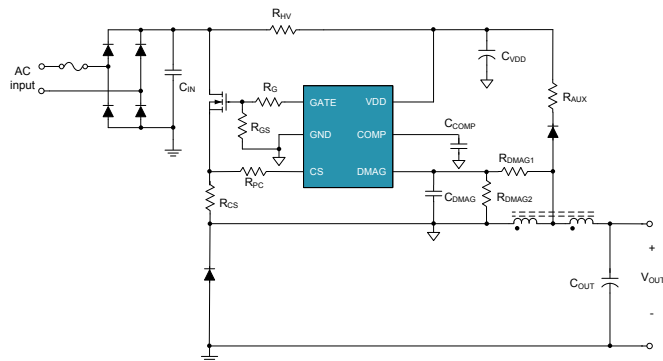 R_HV
AC
input
C_IN
C_VDD
R_AUX
R_G
R_GS
GATE
VDD
GND
COMP
CS
DMAG
C_COMP
R_PC
R_DMAG1
R_CS
C_DMAG
R_DMAG2
+
C_OUT
V_OUT
-